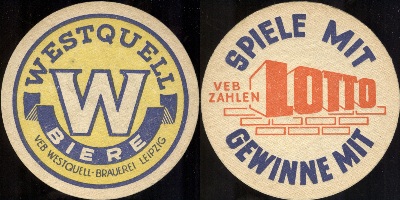 WESTQUELL
W
BIERE
VEB WESTQUELL-BRAUEREI LEIPZIG
SPIELE MIT
VEB
ZAHLEN LOTTO
GEWINNE MIT